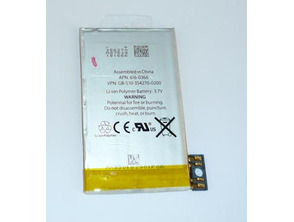 Assembled in China
APN: 616-0366
VPN: GB-S10-354270-0200
Li-ion Polymer Battery 3.7V
WARNING
Potential for fire or burning.
Do not disassemble, puncture,
crush, heat, or burn.